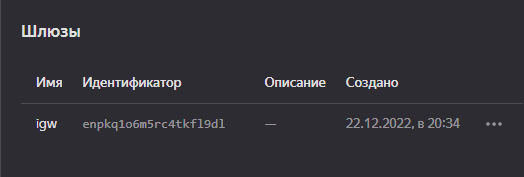 Шлюзы
Имя Идентификатор Описание Создано
igw enpkq1o6m5rc4tkfl9dl — 22.12.2022, в 20:34